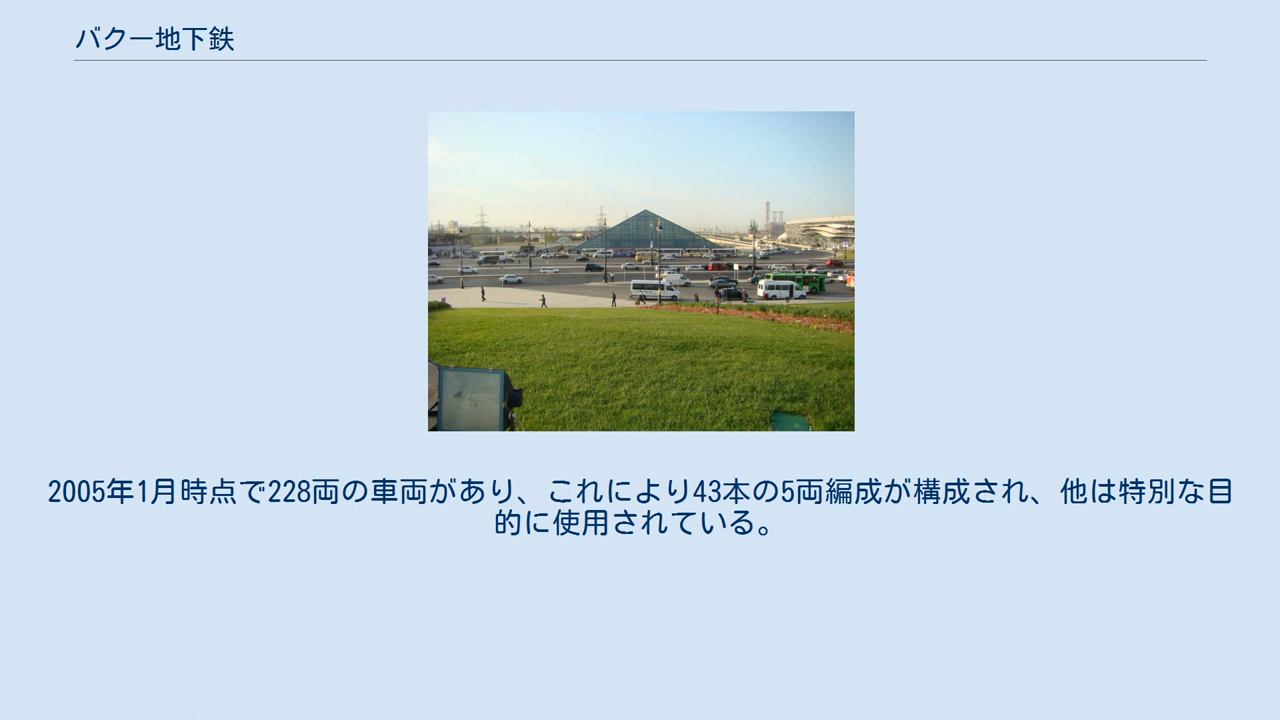 バクー地下鉄
2005年1月時点で228両の車両があり、これにより43本の5両編成が構成され、他は特別な目
的に使用されている。